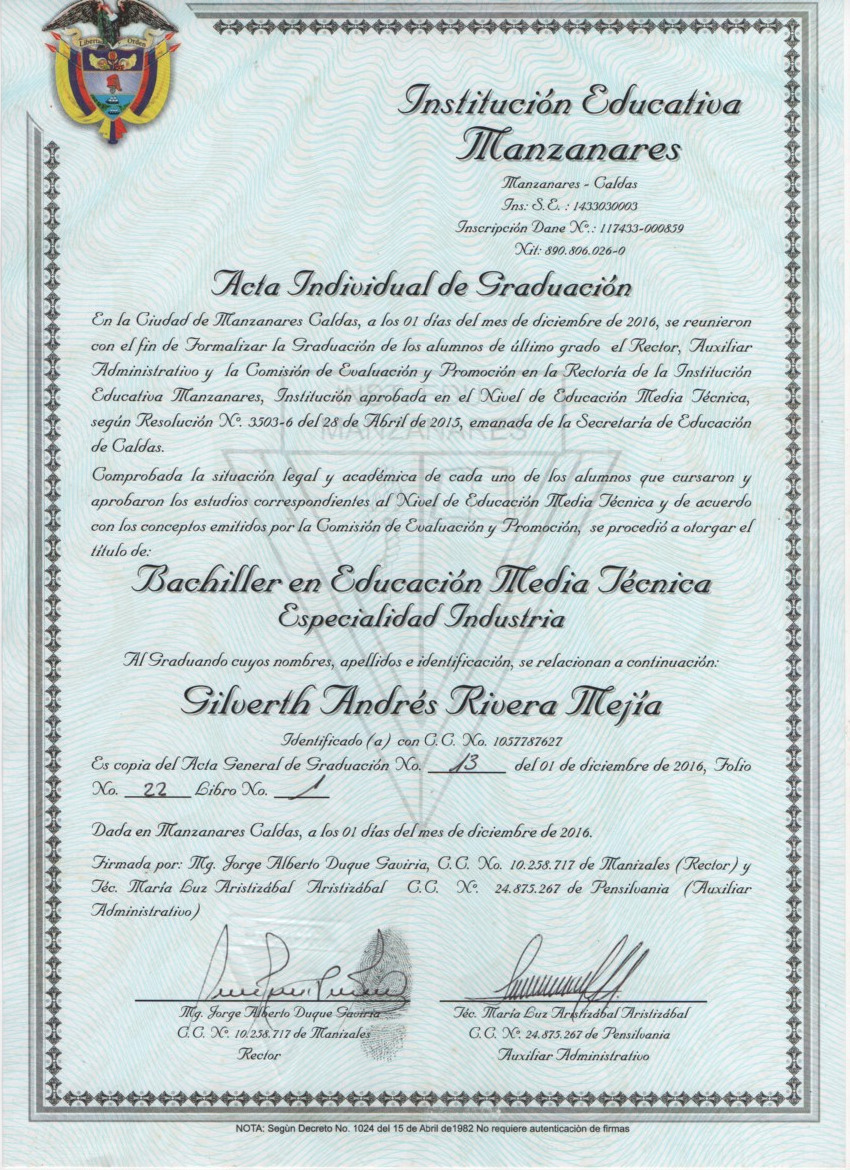 Libertad y Orden
Institución Educativa
Manzanares
Manzanares - Caldas
Ins: S.E. : 1433030003
Inscripción Dane Nº.: 117433-000859
Nit: 890.806.026-0
Acta Individual de Graduación
En la Ciudad de Manzanares Caldas, a los 01 días del mes de diciembre de 2016, se reunieron
con el fin de Formalizar la Graduación de los alumnos de último grado el Rector, Auxiliar
Administrativo y la Comisión de Evaluación y Promoción en la Rectoría de la Institución
Educativa Manzanares, Institución aprobada en el Nivel de Educación Media Técnica,
según Resolución Nº. 3503-6 del 28 de Abril de 2015, emanada de la Secretaría de Educación
de Caldas.
MANZANARES
Comprobada la situación legal y académica de cada uno de los alumnos que cursaron y
aprobaron los estudios correspondientes al Nivel de Educación Media Técnica y de acuerdo
con los conceptos emitidos por la Comisión de Evaluación y Promoción, se procedió a otorgar el
título de:
Bachiller en Educación Media Técnica
Especialidad Industria
Al Graduando cuyos nombres, apellidos e identificación, se relacionan a continuación:
Gilverth Andrés Rivera Mejía
Identificado (a) con C.C. No. 1057787627
Es copia del Acta General de Graduación No. 13 del 01 de diciembre de 2016, Folio
No. 22 Libro No. 1
Dada en Manzanares Caldas, a los 01 días del mes de diciembre de 2016.
Firmada por: Mg. Jorge Alberto Duque Gaviria, C.C. No. 10.258.717 de Manizales (Rector) y
Téc. María Luz Aristizábal Aristizábal C.C. Nº. 24.875.267 de Pensilvania (Auxiliar
Administrativo)
Mg. Jorge Alberto Duque Gaviria
C.C. Nº. 10.258.717 de Manizales
Rector
Téc. María Luz Aristizábal Aristizábal
C.C. Nº. 24.875.267 de Pensilvania
Auxiliar Administrativo
NOTA: Según Decreto No. 1024 del 15 de Abril de1982 No requiere autenticación de firmas